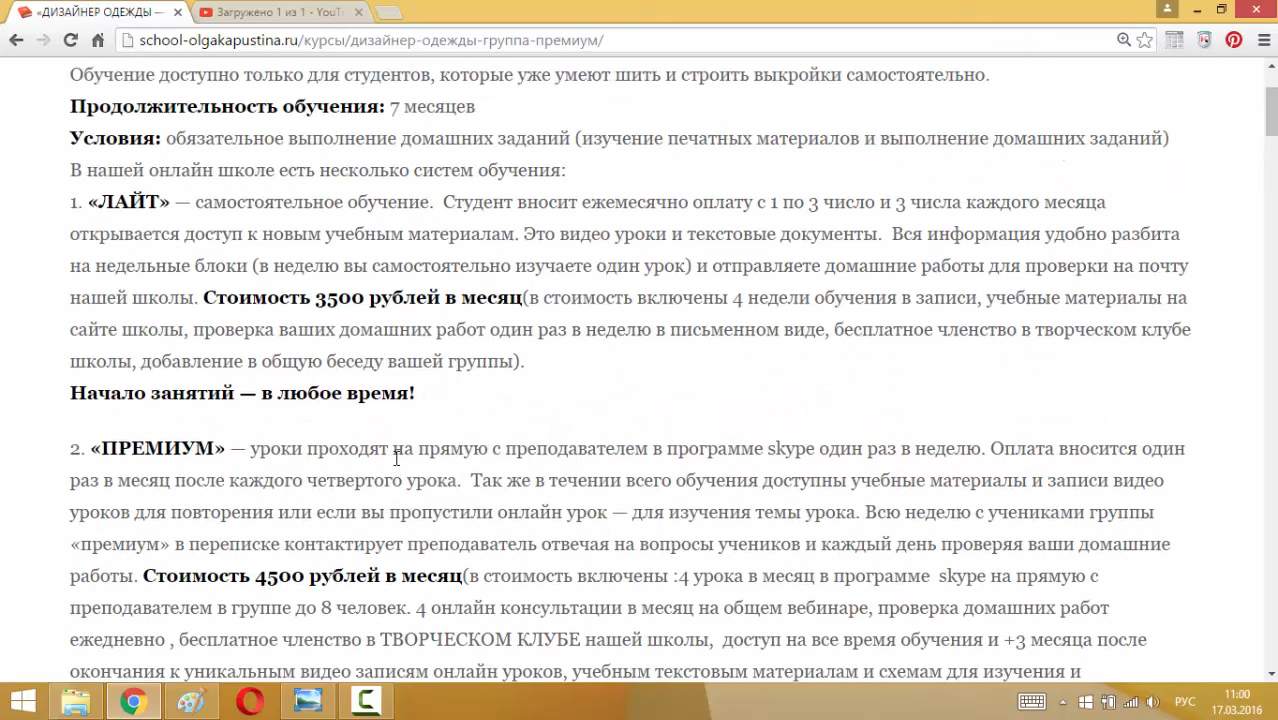 «ДИЗАЙНЕР ОДЕЖДЫ —
Загружено 1 из 1 - YouT
school-olgakapustina.ru/курсы/дизайнер-одежды-группа-премиум/
Обучение доступно только для студентов, которые уже умеют шить и строить выкройки самостоятельно.
Продолжительность обучения: 7 месяцев
Условия: обязательное выполнение домашних заданий (изучение печатных материалов и выполнение домашних заданий)
В нашей онлайн школе есть несколько систем обучения:
1. «ЛАЙТ» — самостоятельное обучение. Студент вносит ежемесячно оплату с 1 по 3 число и 3 числа каждого месяца
открывается доступ к новым учебным материалам. Это видео уроки и текстовые документы. Вся информация удобно разбита
на недельные блоки (в неделю вы самостоятельно изучаете один урок) и отправляете домашние работы для проверки на почту
нашей школы. Стоимость 3500 рублей в месяц(в стоимость включены 4 недели обучения в записи, учебные материалы на
сайте школы, проверка ваших домашних работ один раз в неделю в письменном виде, бесплатное членство в творческом клубе
школы, добавление в общую беседу вашей группы).
Начало занятий — в любое время!
2. «ПРЕМИУМ» — уроки проходят на прямую с преподавателем в программе skype один раз в неделю. Оплата вносится один
раз в месяц после каждого четвертого урока. Так же в течении всего обучения доступны учебные материалы и записи видео
уроков для повторения или если вы пропустили онлайн урок — для изучения темы урока. Всю неделю с учениками группы
«премиум» в переписке контактирует преподаватель отвечая на вопросы учеников и каждый день проверяя ваши домашние
работы. Стоимость 4500 рублей в месяц(в стоимость включены :4 урока в месяц в программе skype на прямую с
преподавателем в группе до 8 человек. 4 онлайн консультации в месяц на общем вебинаре, проверка домашних работ
ежедневно , бесплатное членство в ТВОРЧЕСКОМ КЛУБЕ нашей школы, доступ на все время обучения и +3 месяца после
окончания к уникальным видео записям онлайн уроков, учебным текстовым материалам и схемам для изучения и
РУС
11:00
17.03.2016